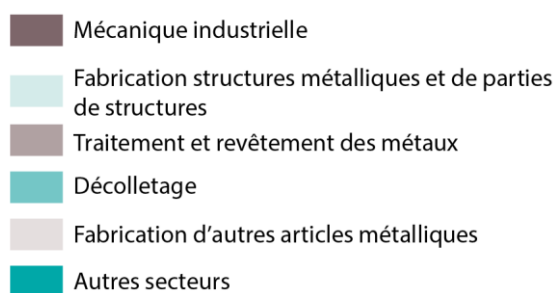 Mécanique industrielle
Fabrication structures métalliques et de parties
de structures
Traitement et revêtement des métaux
Décolletage
Fabrication d’autres articles métalliques
Autres secteurs